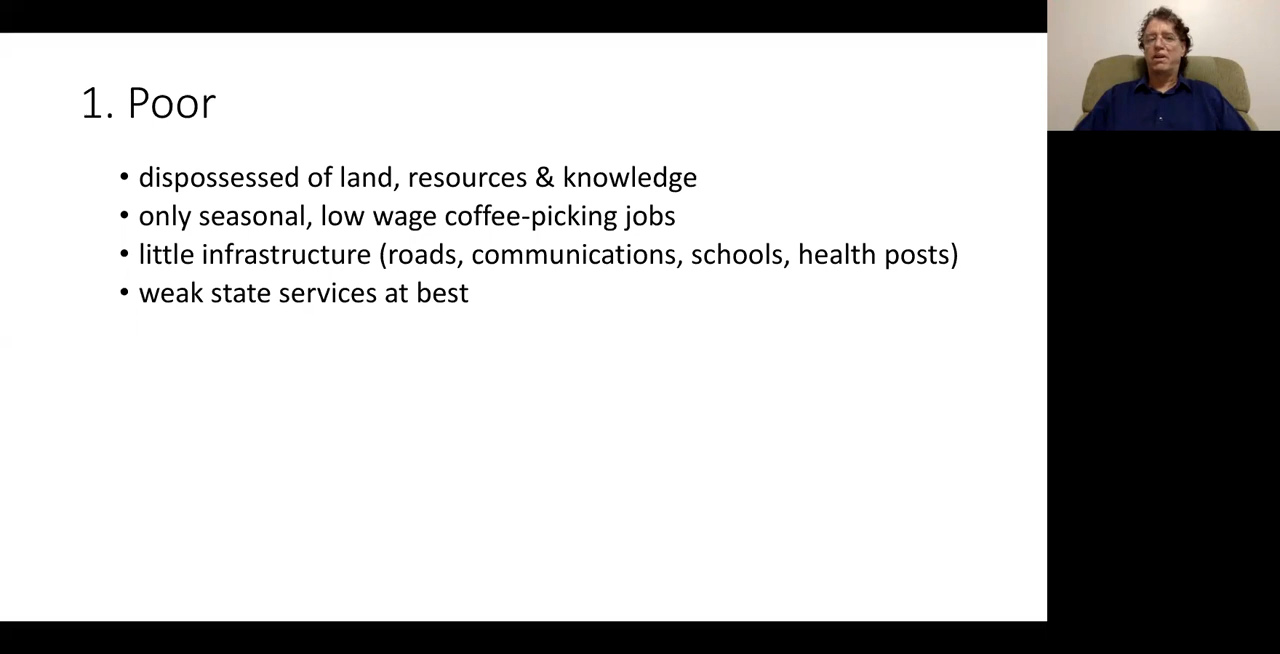 1. Poor
• dispossessed of land, resources & knowledge
• only seasonal, low wage coffee-picking jobs
• little infrastructure (roads, communications, schools, health posts)
• weak state services at best